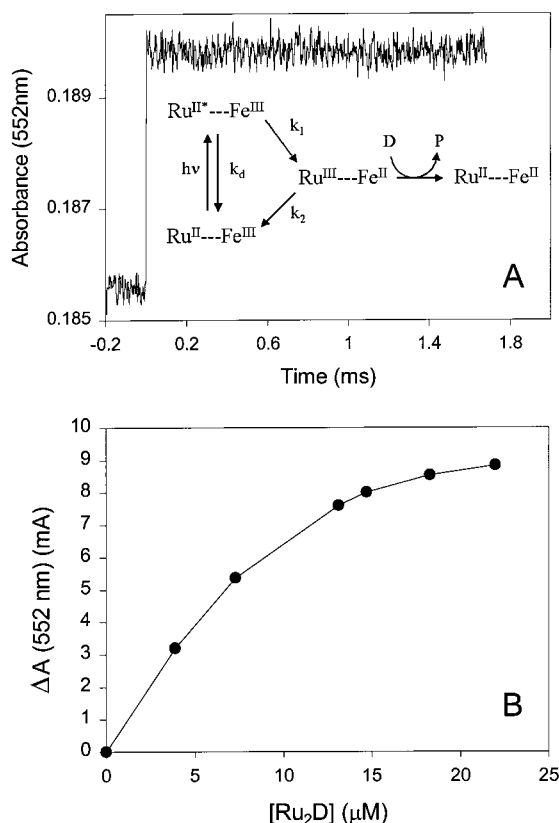 Absorbance (552nm)
0.189
0.187
0.185
Ru^II*---Fe^III
k₁
D P
hν k_d
Ru^III---Fe^II Ru^II---Fe^II
k₂
Ru^II---Fe^III
A
-0.2 0.2 0.6 1 1.4 1.8
Time (ms)
ΔA (552 nm) (mA)
10
9
8
7
6
5
4
3
2
1
0
B
0 5 10 15 20 25
[Ru₂D] (μM)